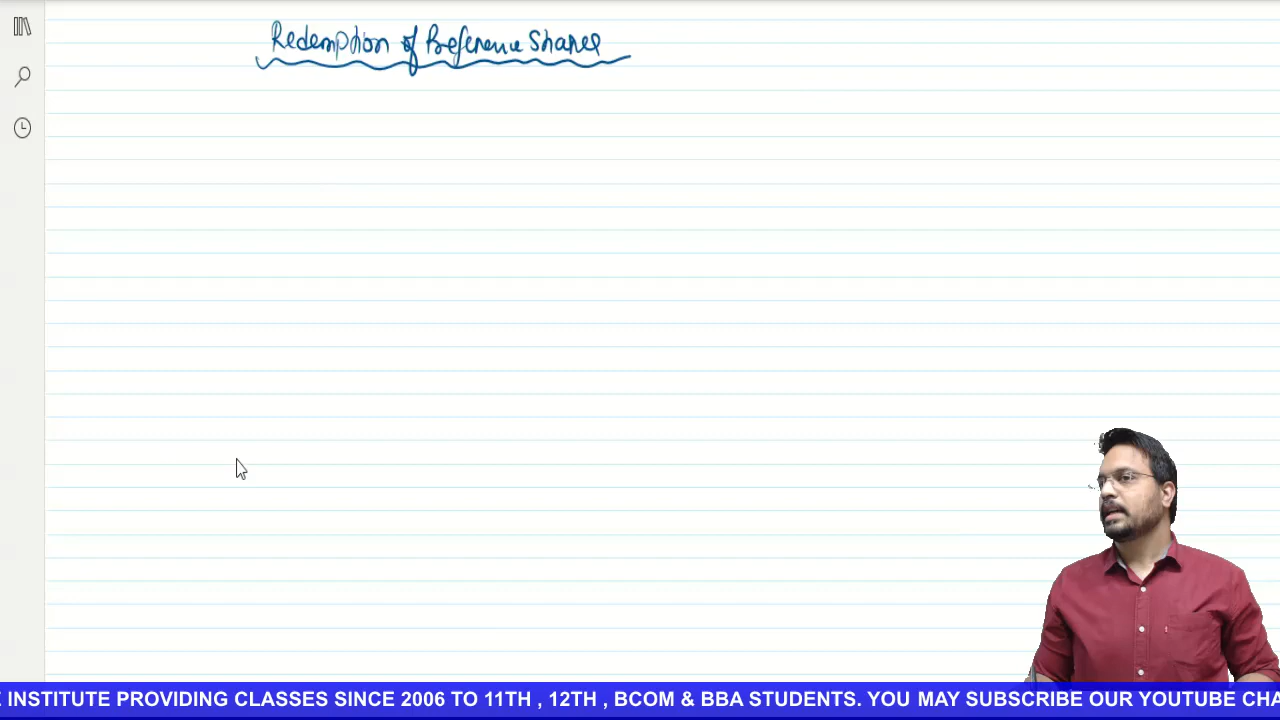 Redemption of Preference Shares
E INSTITUTE PROVIDING CLASSES SINCE 2006 TO 11TH , 12TH , BCOM & BBA STUDENTS. YOU MAY SUBSCRIBE OUR YOUTUBE CHA